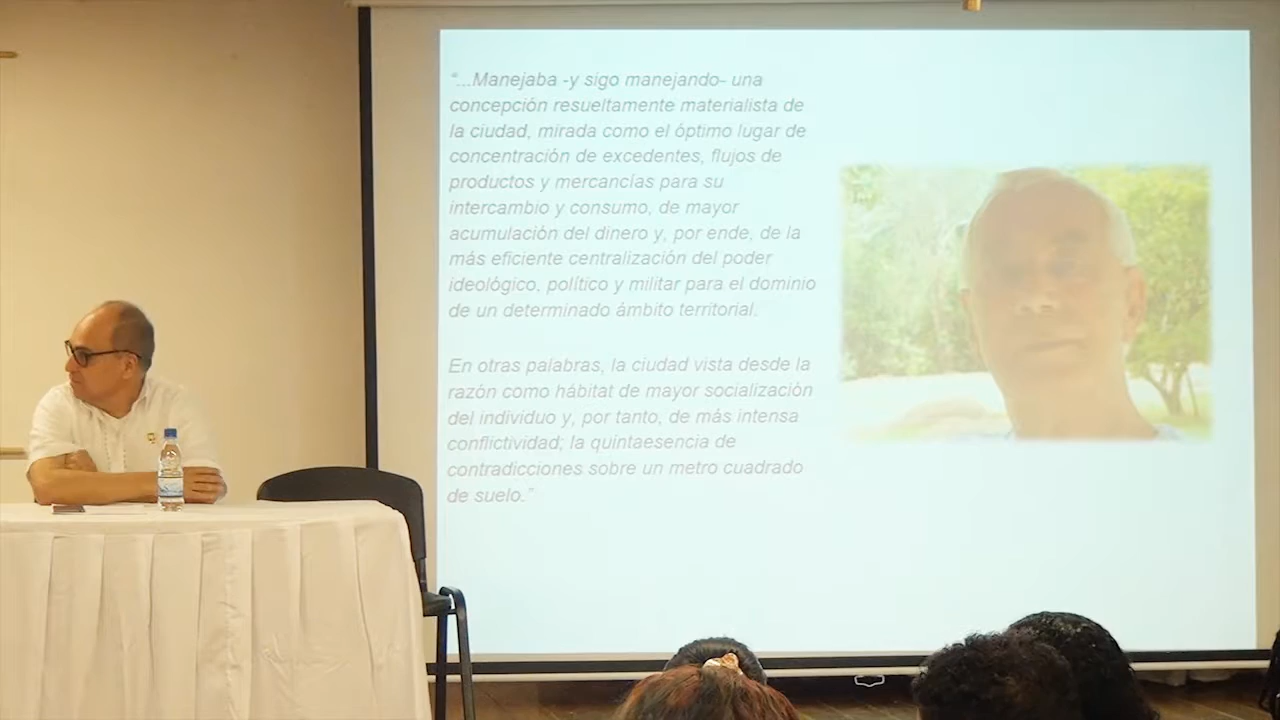 “...Manejaba -y sigo manejando- una
concepción resueltamente materialista de
la ciudad, mirada como el óptimo lugar de
concentración de excedentes, flujos de
productos y mercancías para su
intercambio y consumo, de mayor
acumulación del dinero y, por ende, de la
más eficiente centralización del poder
ideológico, político y militar para el dominio
de un determinado ámbito territorial.
En otras palabras, la ciudad vista desde la
razón como hábitat de mayor socialización
del individuo y, por tanto, de más intensa
conflictividad; la quintaesencia de
contradicciones sobre un metro cuadrado
de suelo.”